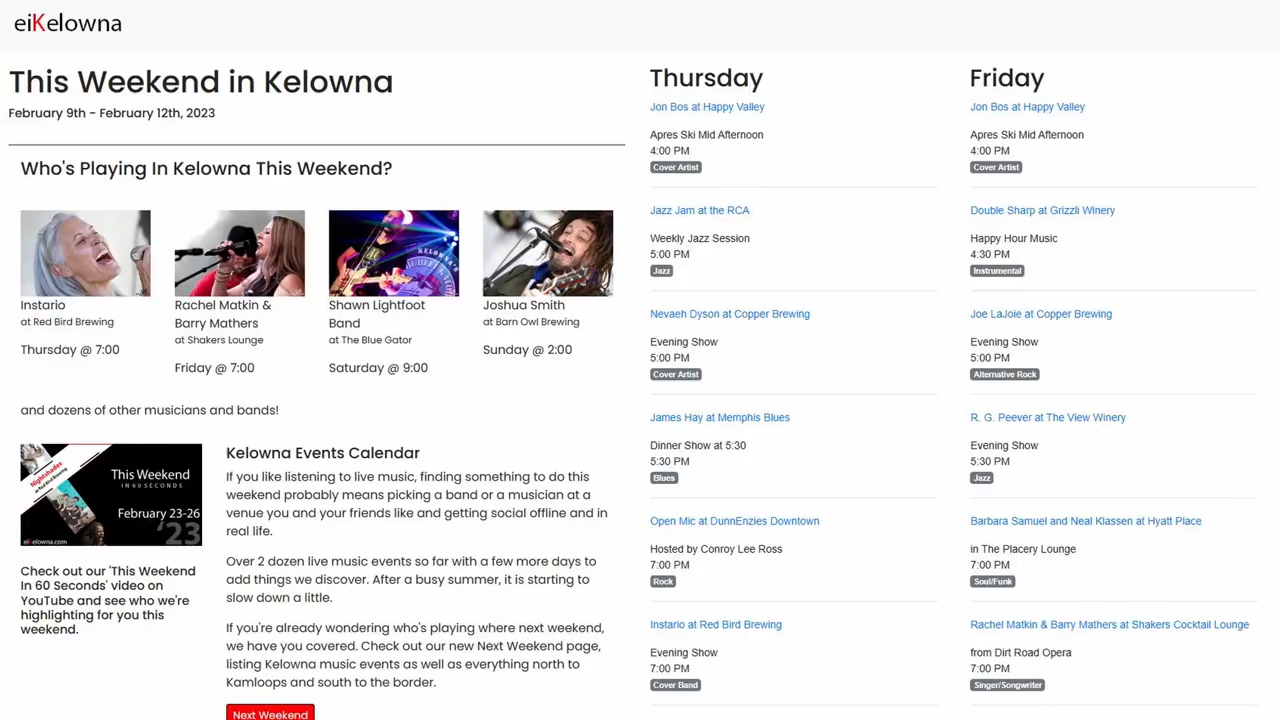 eiKelowna
This Weekend in Kelowna
February 9th - February 12th, 2023
Who's Playing In Kelowna This Weekend?
Instario
at Red Bird Brewing
Thursday @ 7:00
Rachel Matkin &
Barry Mathers
at Shakers Lounge
Friday @ 7:00
Shawn Lightfoot
Band
at The Blue Gator
Saturday @ 9:00
Joshua Smith
at Barn Owl Brewing
Sunday @ 2:00
and dozens of other musicians and bands!
Nightshades
at Red Bird Brewing
This Weekend
IN 60 SECONDS
February 23-26
'23
eiKelowna.com
Check out our 'This Weekend
In 60 Seconds' video on
YouTube and see who we're
highlighting for you this
weekend.
Kelowna Events Calendar
If you like listening to live music, finding something to do this
weekend probably means picking a band or a musician at a
venue you and your friends like and getting social offline and in
real life.
Over 2 dozen live music events so far with a few more days to
add things we discover. After a busy summer, it is starting to
slow down a little.
If you're already wondering who's playing where next weekend,
we have you covered. Check out our new Next Weekend page,
listing Kelowna music events as well as everything north to
Kamloops and south to the border.
Next Weekend
Thursday
Jon Bos at Happy Valley
Apres Ski Mid Afternoon
4:00 PM
Cover Artist
Jazz Jam at the RCA
Weekly Jazz Session
5:00 PM
Jazz
Nevaeh Dyson at Copper Brewing
Evening Show
5:00 PM
Cover Artist
James Hay at Memphis Blues
Dinner Show at 5:30
5:30 PM
Blues
Open Mic at DunnEnzies Downtown
Hosted by Conroy Lee Ross
7:00 PM
Rock
Instario at Red Bird Brewing
Evening Show
7:00 PM
Cover Band
Friday
Jon Bos at Happy Valley
Apres Ski Mid Afternoon
4:00 PM
Cover Artist
Double Sharp at Grizzli Winery
Happy Hour Music
4:30 PM
Instrumental
Joe LaJoie at Copper Brewing
Evening Show
5:00 PM
Alternative Rock
R. G. Peever at The View Winery
Evening Show
5:30 PM
Jazz
Barbara Samuel and Neal Klassen at Hyatt Place
in The Placery Lounge
7:00 PM
Soul/Funk
Rachel Matkin & Barry Mathers at Shakers Cocktail Lounge
from Dirt Road Opera
7:00 PM
Singer/Songwriter